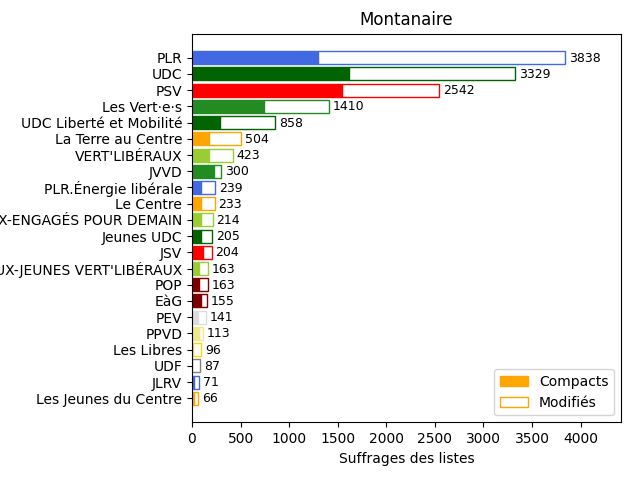 Montanaire
PLR 3838
UDC 3329
PSV 2542
Les Vert·e·s 1410
UDC Liberté et Mobilité 858
La Terre au Centre 504
VERT'LIBÉRAUX 423
JVVD 300
PLR.Énergie libérale 239
Le Centre 233
X-ENGAGÉS POUR DEMAIN 214
Jeunes UDC 205
JSV 204
UX-JEUNES VERT'LIBÉRAUX 163
POP 163
EàG 155
PEV 141
PPVD 113
Les Libres 96
UDF 87
JLRV 71
Les Jeunes du Centre 66
Compacts
Modifiés
0 500 1000 1500 2000 2500 3000 3500 4000
Suffrages des listes